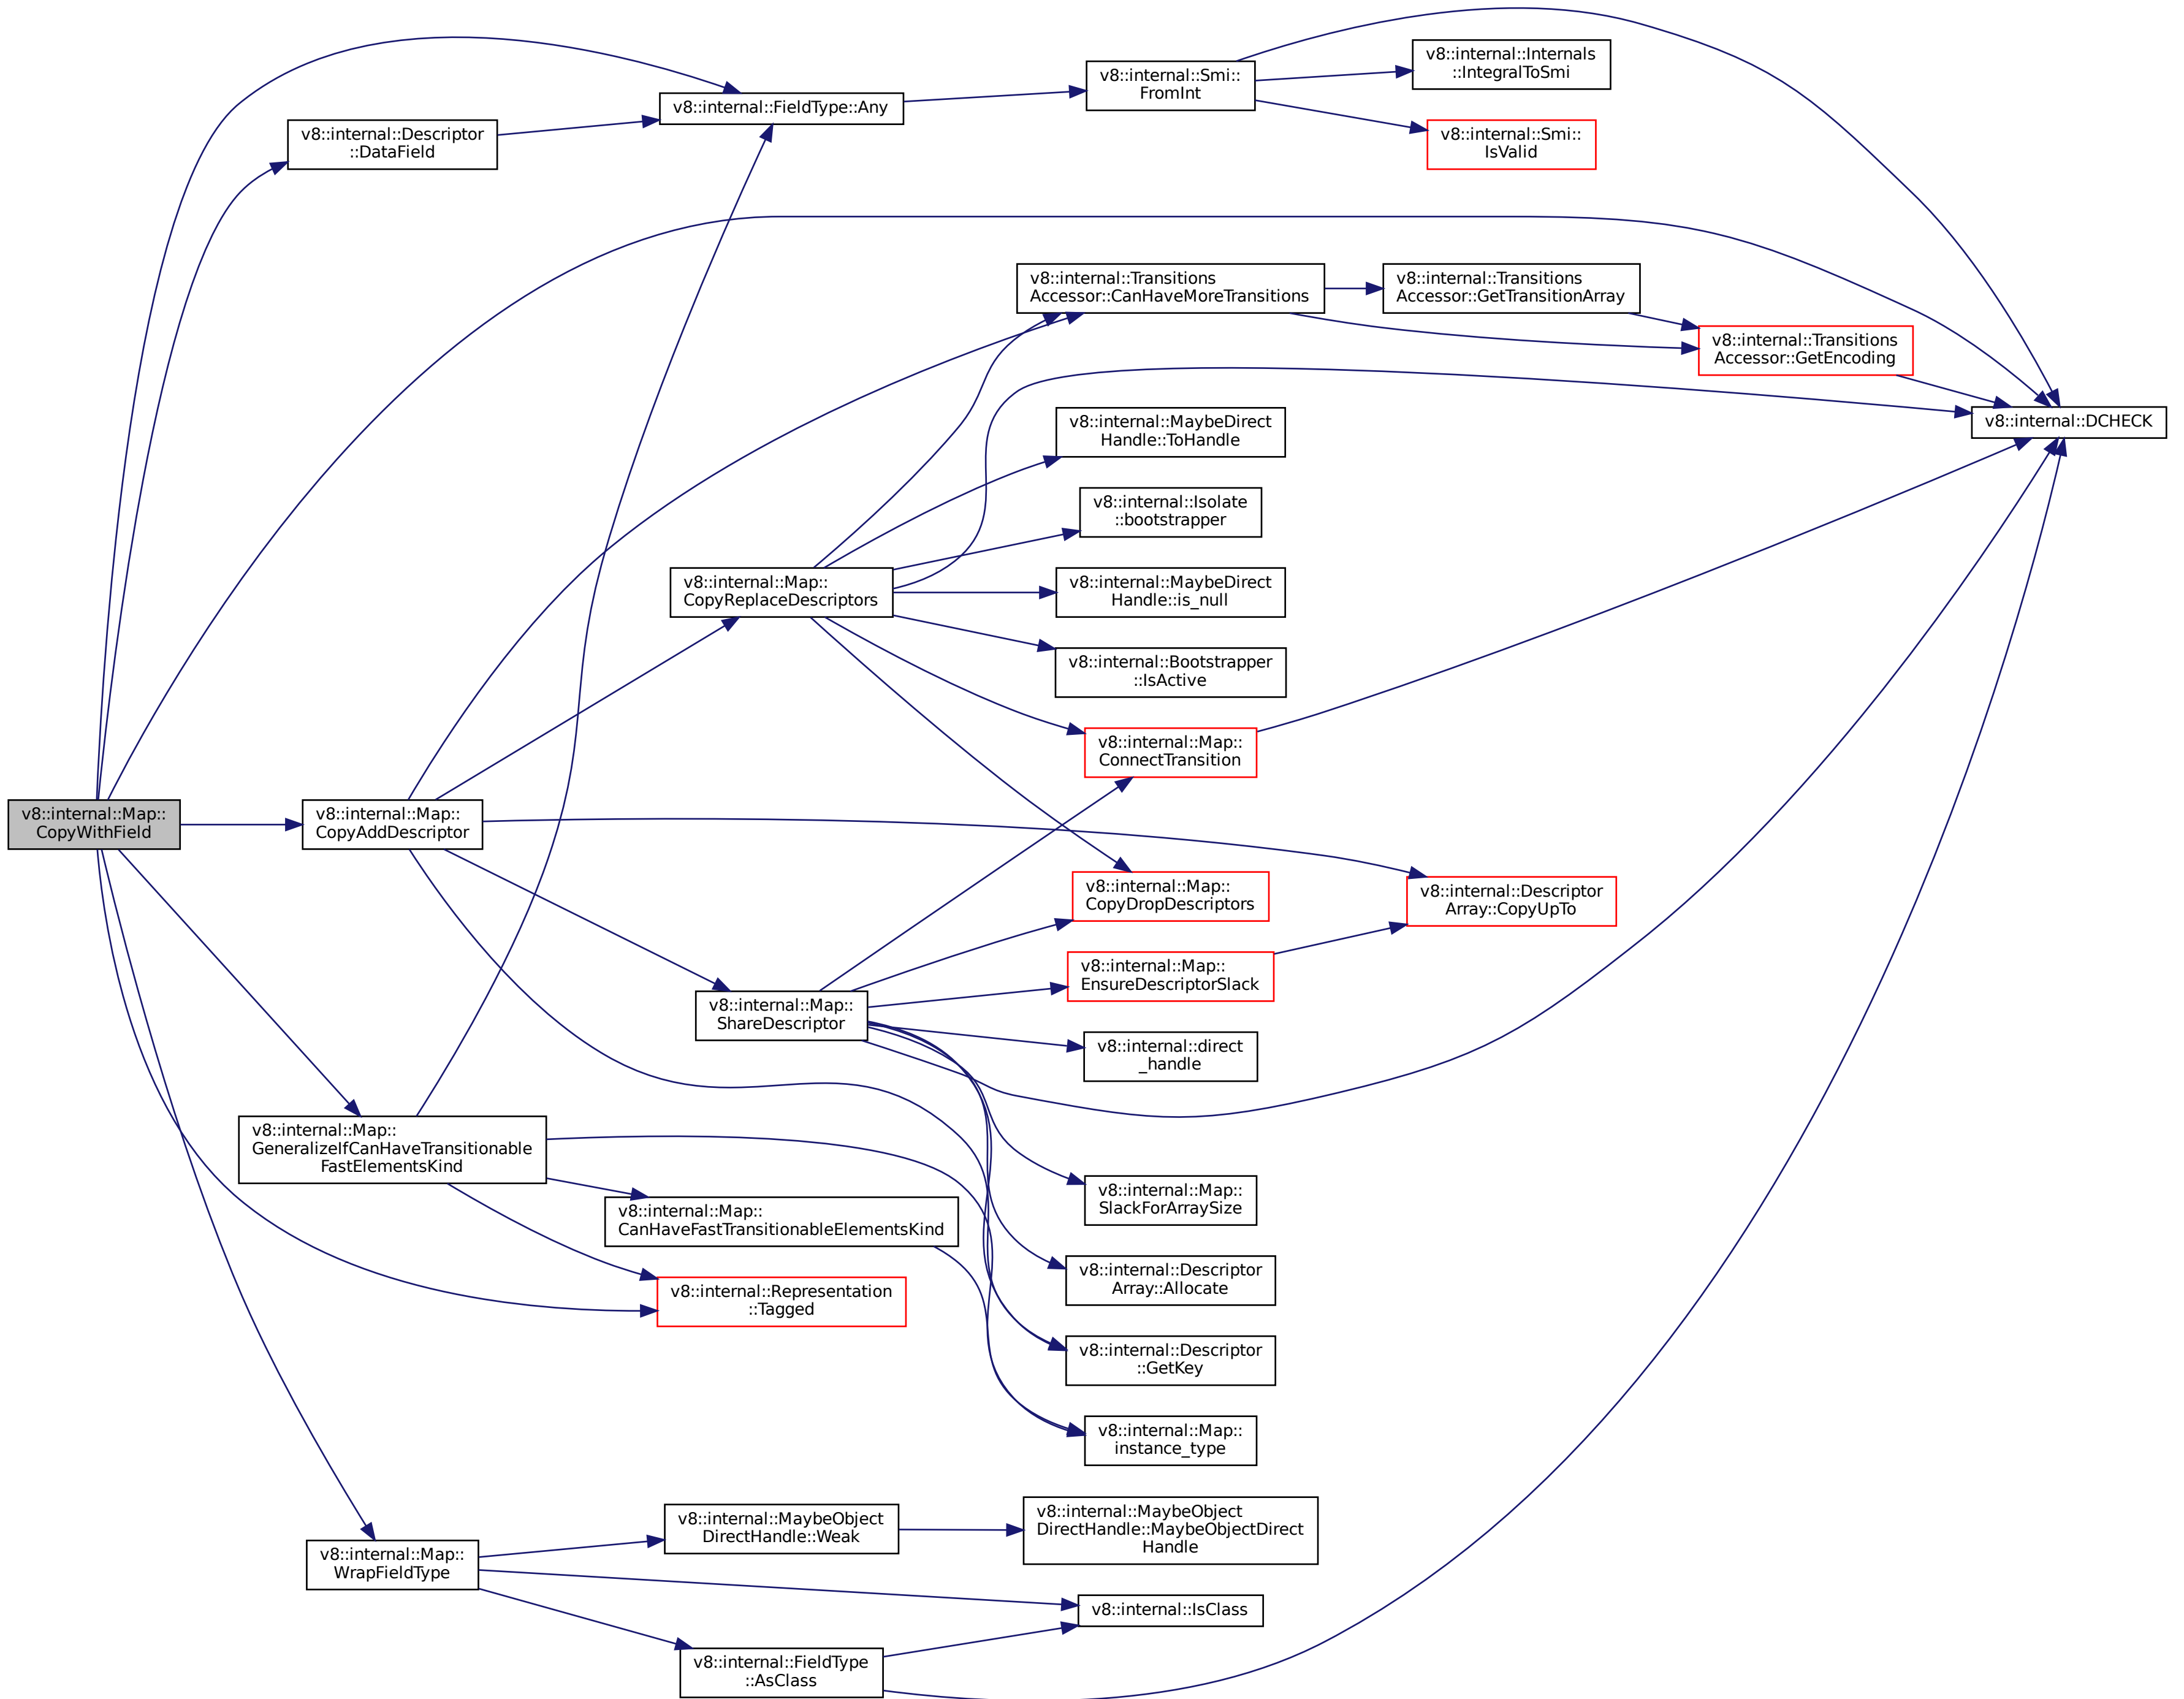 v8::internal::Map::
CopyWithField
v8::internal::Descriptor
::DataField
v8::internal::FieldType::Any
v8::internal::Smi::
FromInt
v8::internal::Internals
::IntegralToSmi
v8::internal::Smi::
IsValid
v8::internal::Transitions
Accessor::CanHaveMoreTransitions
v8::internal::Transitions
Accessor::GetTransitionArray
v8::internal::Transitions
Accessor::GetEncoding
v8::internal::DCHECK
v8::internal::MaybeDirect
Handle::ToHandle
v8::internal::Isolate
::bootstrapper
v8::internal::Map::
CopyReplaceDescriptors
v8::internal::MaybeDirect
Handle::is_null
v8::internal::Bootstrapper
::IsActive
v8::internal::Map::
ConnectTransition
v8::internal::Map::
CopyAddDescriptor
v8::internal::Map::
CopyDropDescriptors
v8::internal::Descriptor
Array::CopyUpTo
v8::internal::Map::
EnsureDescriptorSlack
v8::internal::Map::
ShareDescriptor
v8::internal::direct
_handle
v8::internal::Map::
GeneralizeIfCanHaveTransitionable
FastElementsKind
v8::internal::Map::
CanHaveFastTransitionableElementsKind
v8::internal::Map::
SlackForArraySize
v8::internal::Descriptor
Array::Allocate
v8::internal::Representation
::Tagged
v8::internal::Descriptor
::GetKey
v8::internal::Map::
instance_type
v8::internal::Map::
WrapFieldType
v8::internal::MaybeObject
DirectHandle::Weak
v8::internal::MaybeObject
DirectHandle::MaybeObjectDirect
Handle
v8::internal::IsClass
v8::internal::FieldType
::AsClass